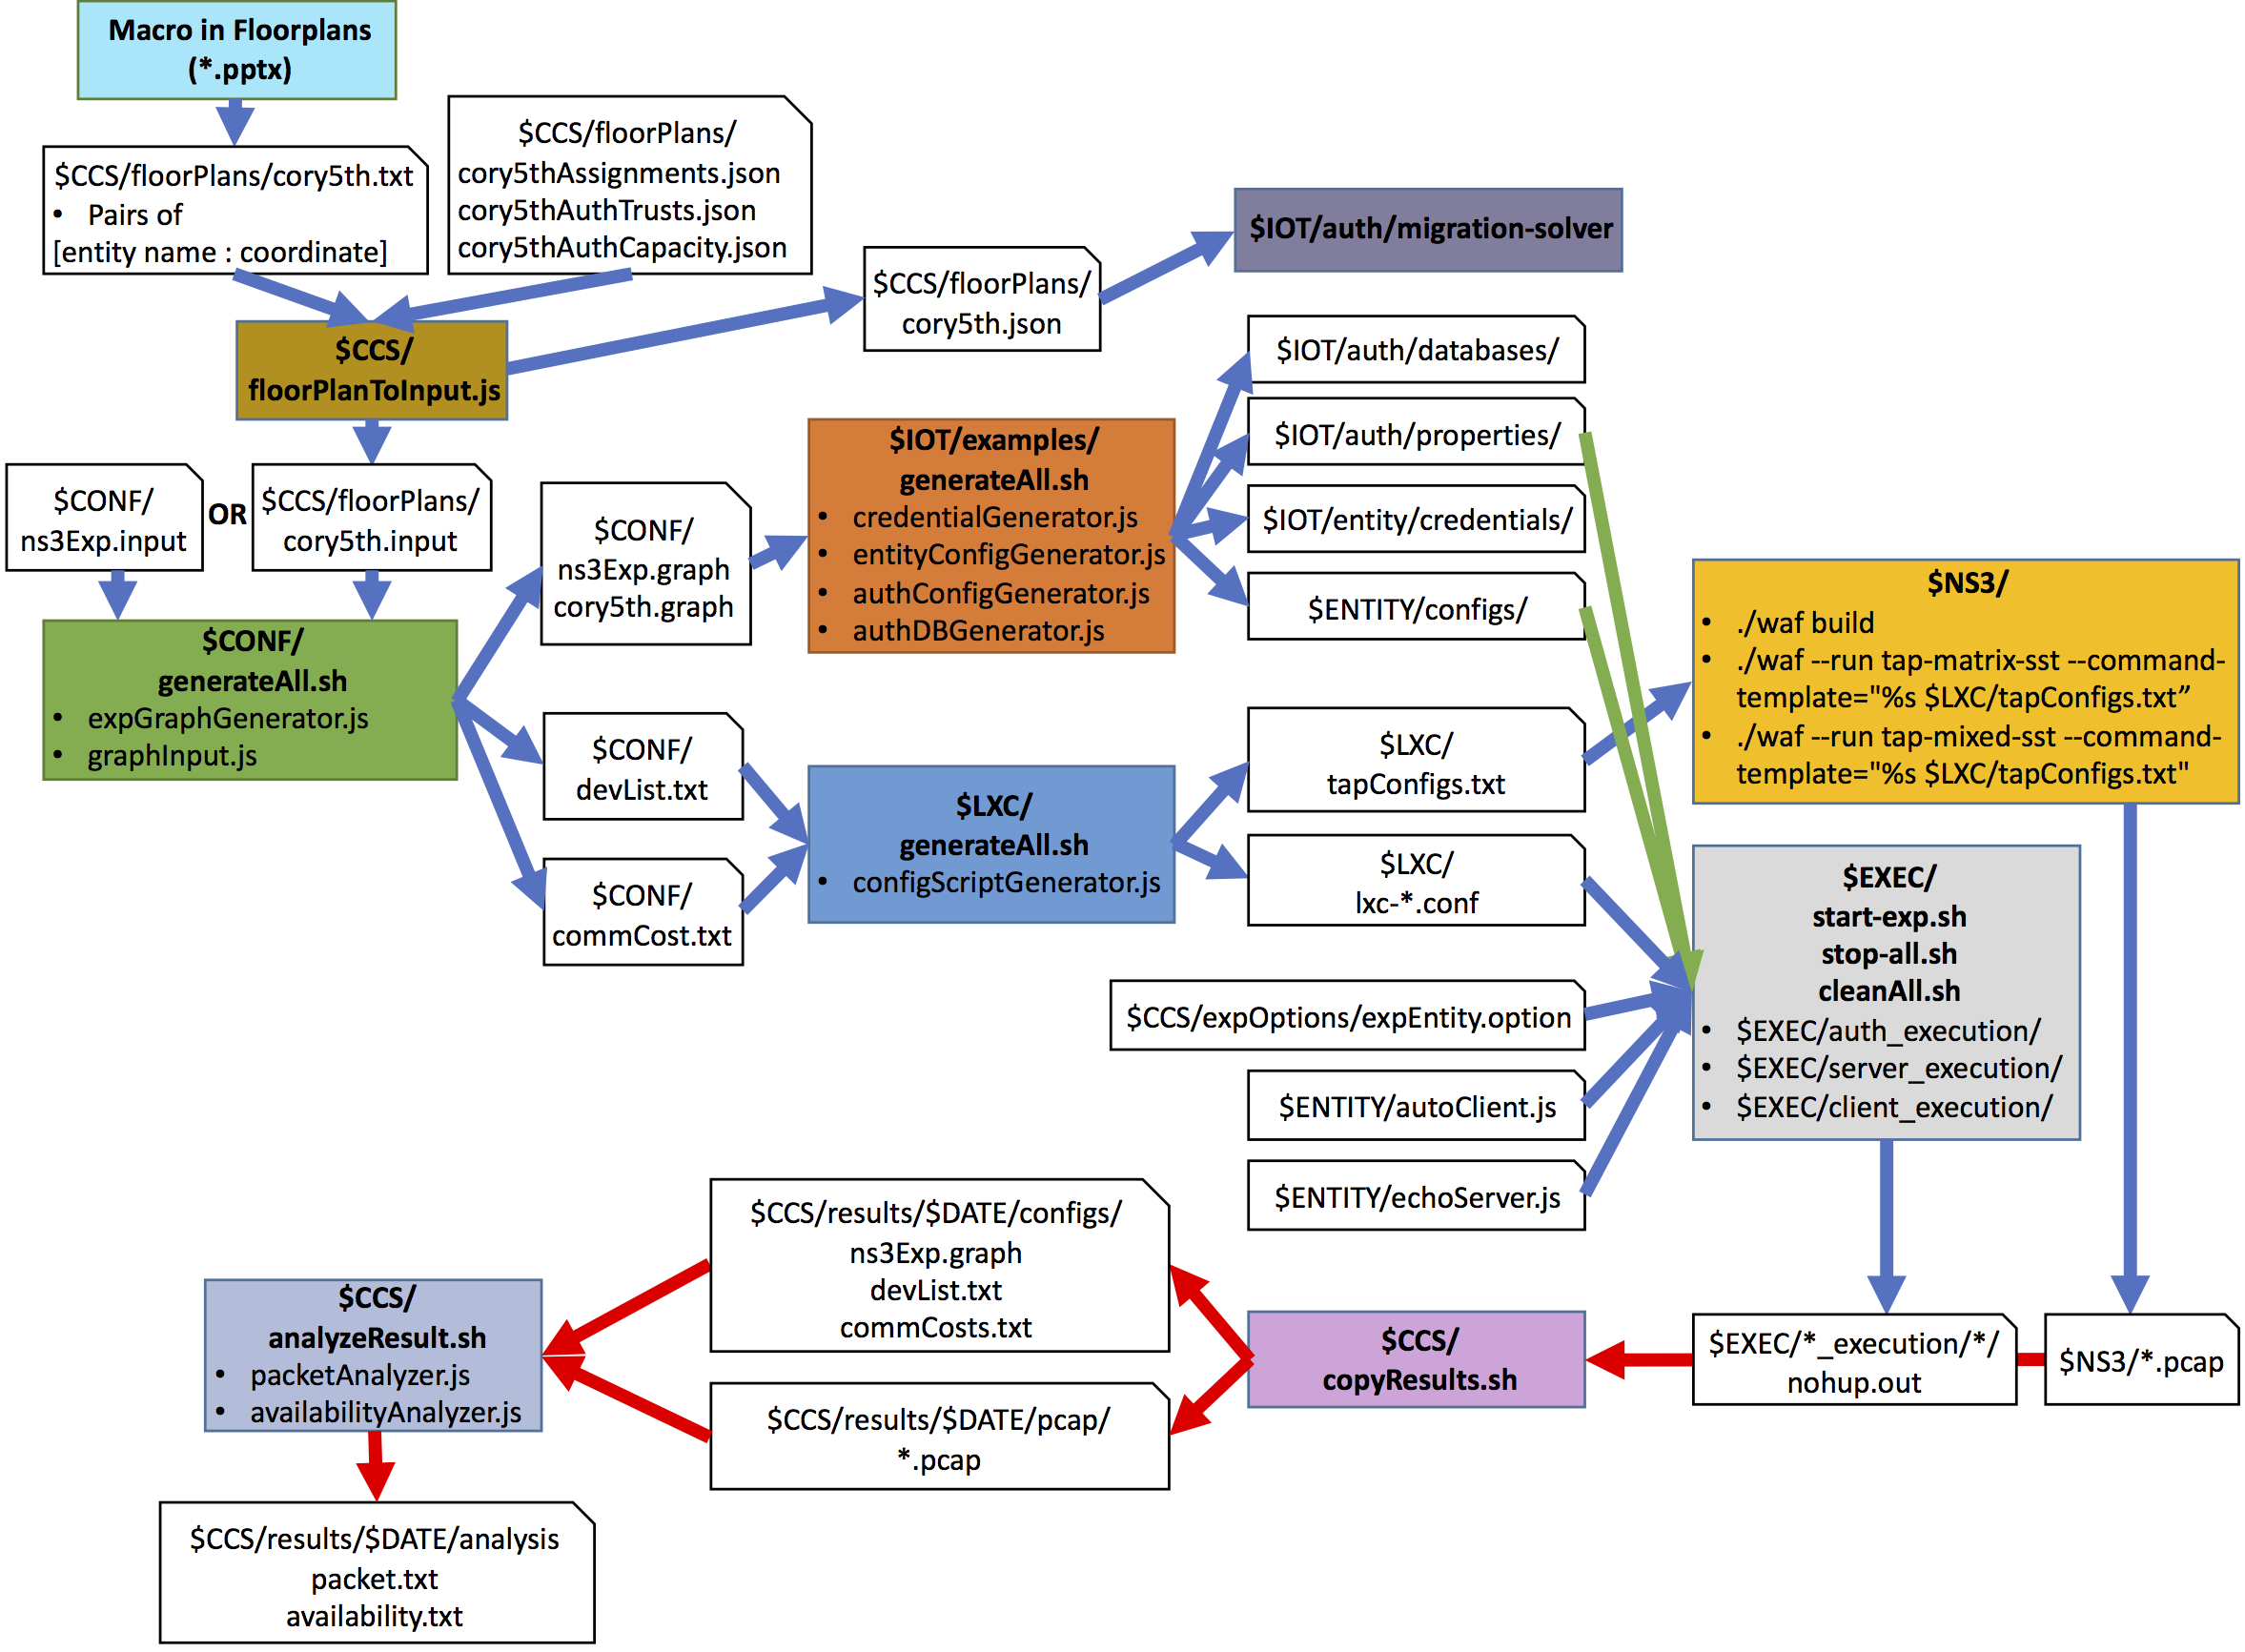 Macro in Floorplans
(*.pptx)
$CCS/floorPlans/cory5th.txt
• Pairs of
[entity name : coordinate]
$CCS/floorPlans/
cory5thAssignments.json
cory5thAuthTrusts.json
cory5thAuthCapacity.json
$CCS/floorPlans/
cory5th.json
$IOT/auth/migration-solver
$CCS/
floorPlanToInput.js
$CONF/
ns3Exp.input
OR
$CCS/floorPlans/
cory5th.input
$CONF/
generateAll.sh
• expGraphGenerator.js
• graphInput.js
$CONF/
ns3Exp.graph
cory5th.graph
$CONF/
devList.txt
$CONF/
commCost.txt
$IOT/examples/
generateAll.sh
• credentialGenerator.js
• entityConfigGenerator.js
• authConfigGenerator.js
• authDBGenerator.js
$LXC/
generateAll.sh
• configScriptGenerator.js
$IOT/auth/databases/
$IOT/auth/properties/
$IOT/entity/credentials/
$ENTITY/configs/
$LXC/
tapConfigs.txt
$LXC/
lxc-*.conf
$CCS/expOptions/expEntity.option
$ENTITY/autoClient.js
$ENTITY/echoServer.js
$NS3/
• ./waf build
• ./waf --run tap-matrix-sst --command-
template="%s $LXC/tapConfigs.txt”
• ./waf --run tap-mixed-sst --command-
template="%s $LXC/tapConfigs.txt"
$EXEC/
start-exp.sh
stop-all.sh
cleanAll.sh
• $EXEC/auth_execution/
• $EXEC/server_execution/
• $EXEC/client_execution/
$EXEC/*_execution/*/
nohup.out
$NS3/*.pcap
$CCS/
copyResults.sh
$CCS/results/$DATE/configs/
ns3Exp.graph
devList.txt
commCosts.txt
$CCS/results/$DATE/pcap/
*.pcap
$CCS/
analyzeResult.sh
• packetAnalyzer.js
• availabilityAnalyzer.js
$CCS/results/$DATE/analysis
packet.txt
availability.txt